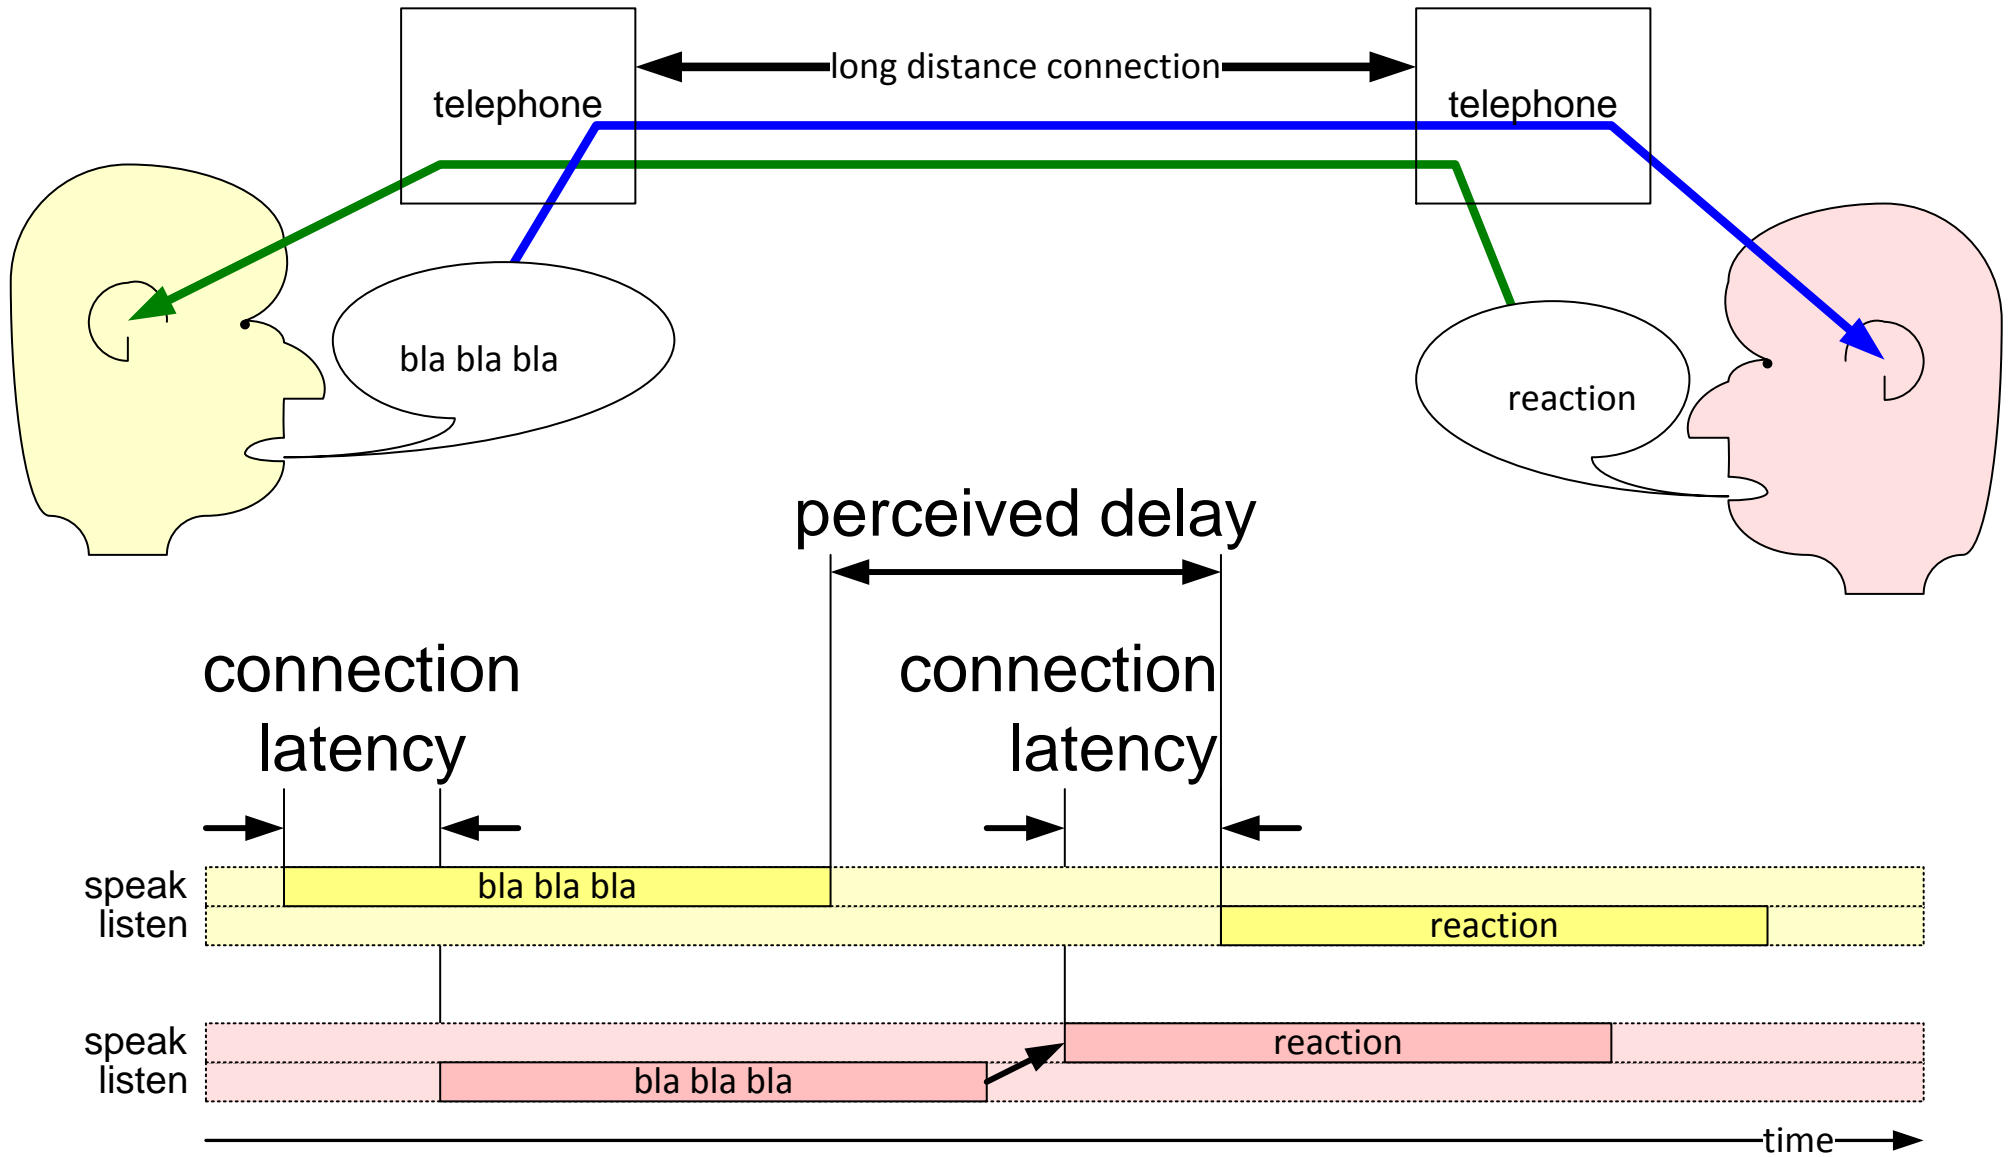 long distance connection
telephone
telephone
bla bla bla
reaction
perceived delay
connection
latency
connection
latency
speak
bla bla bla
listen
reaction
speak
reaction
listen
bla bla bla
time